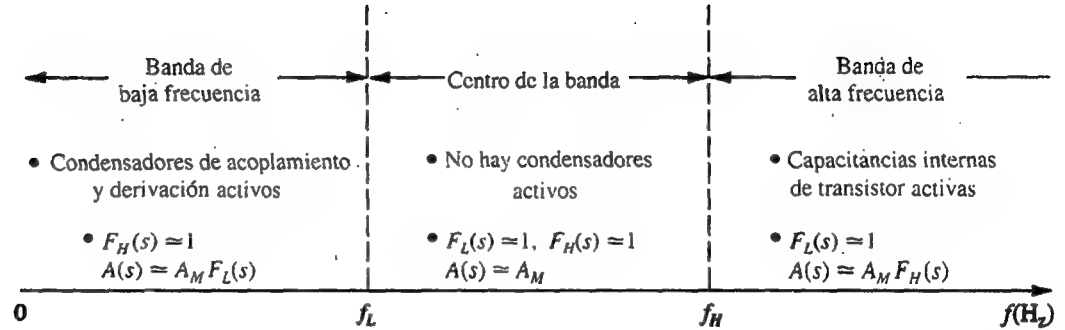 Banda de
baja frecuencia
Centro de la banda
Banda de
alta frecuencia
• Condensadores de acoplamiento
y derivación activos
• F_H(s) ≃ 1
A(s) ≃ A_M F_L(s)
• No hay condensadores
activos
• F_L(s) ≃ 1, F_H(s) ≃ 1
A(s) ≃ A_M
• Capacitancias internas
de transistor activas
• F_L(s) ≃ 1
A(s) ≃ A_M F_H(s)
0
f_L
f_H
f(H_z)